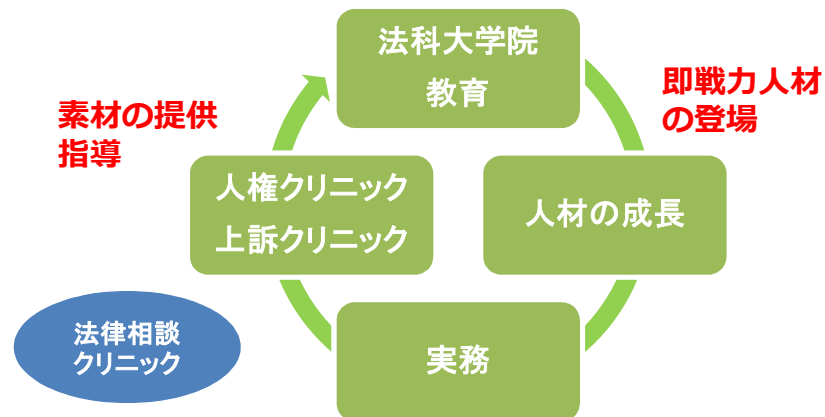 法科大学院
教育
即戦力人材
の登場
素材の提供
指導
人権クリニック
上訴クリニック
人材の成長
法律相談
クリニック
実務